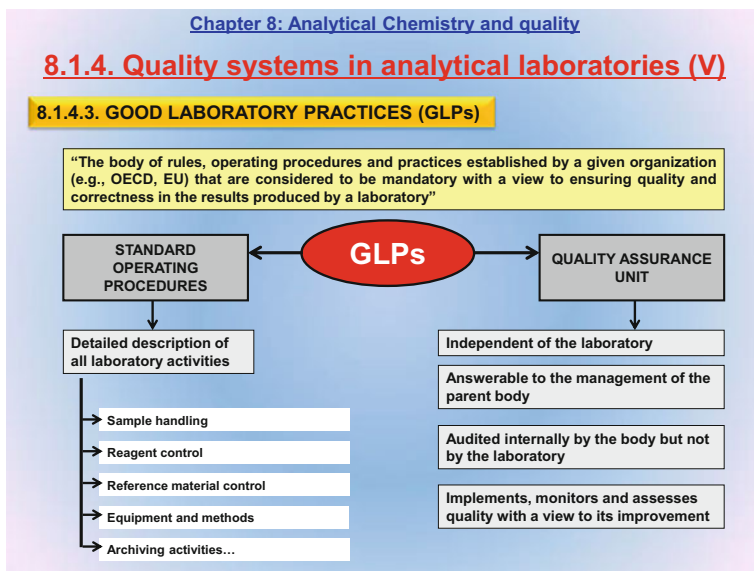 Chapter 8: Analytical Chemistry and quality
8.1.4. Quality systems in analytical laboratories (V)
8.1.4.3. GOOD LABORATORY PRACTICES (GLPs)
“The body of rules, operating procedures and practices established by a given organization
(e.g., OECD, EU) that are considered to be mandatory with a view to ensuring quality and
correctness in the results produced by a laboratory”
GLPs
STANDARD
OPERATING
PROCEDURES
Detailed description of
all laboratory activities
Sample handling
Reagent control
Reference material control
Equipment and methods
Archiving activities…
QUALITY ASSURANCE
UNIT
Independent of the laboratory
Answerable to the management of the
parent body
Audited internally by the body but not
by the laboratory
Implements, monitors and assesses
quality with a view to its improvement